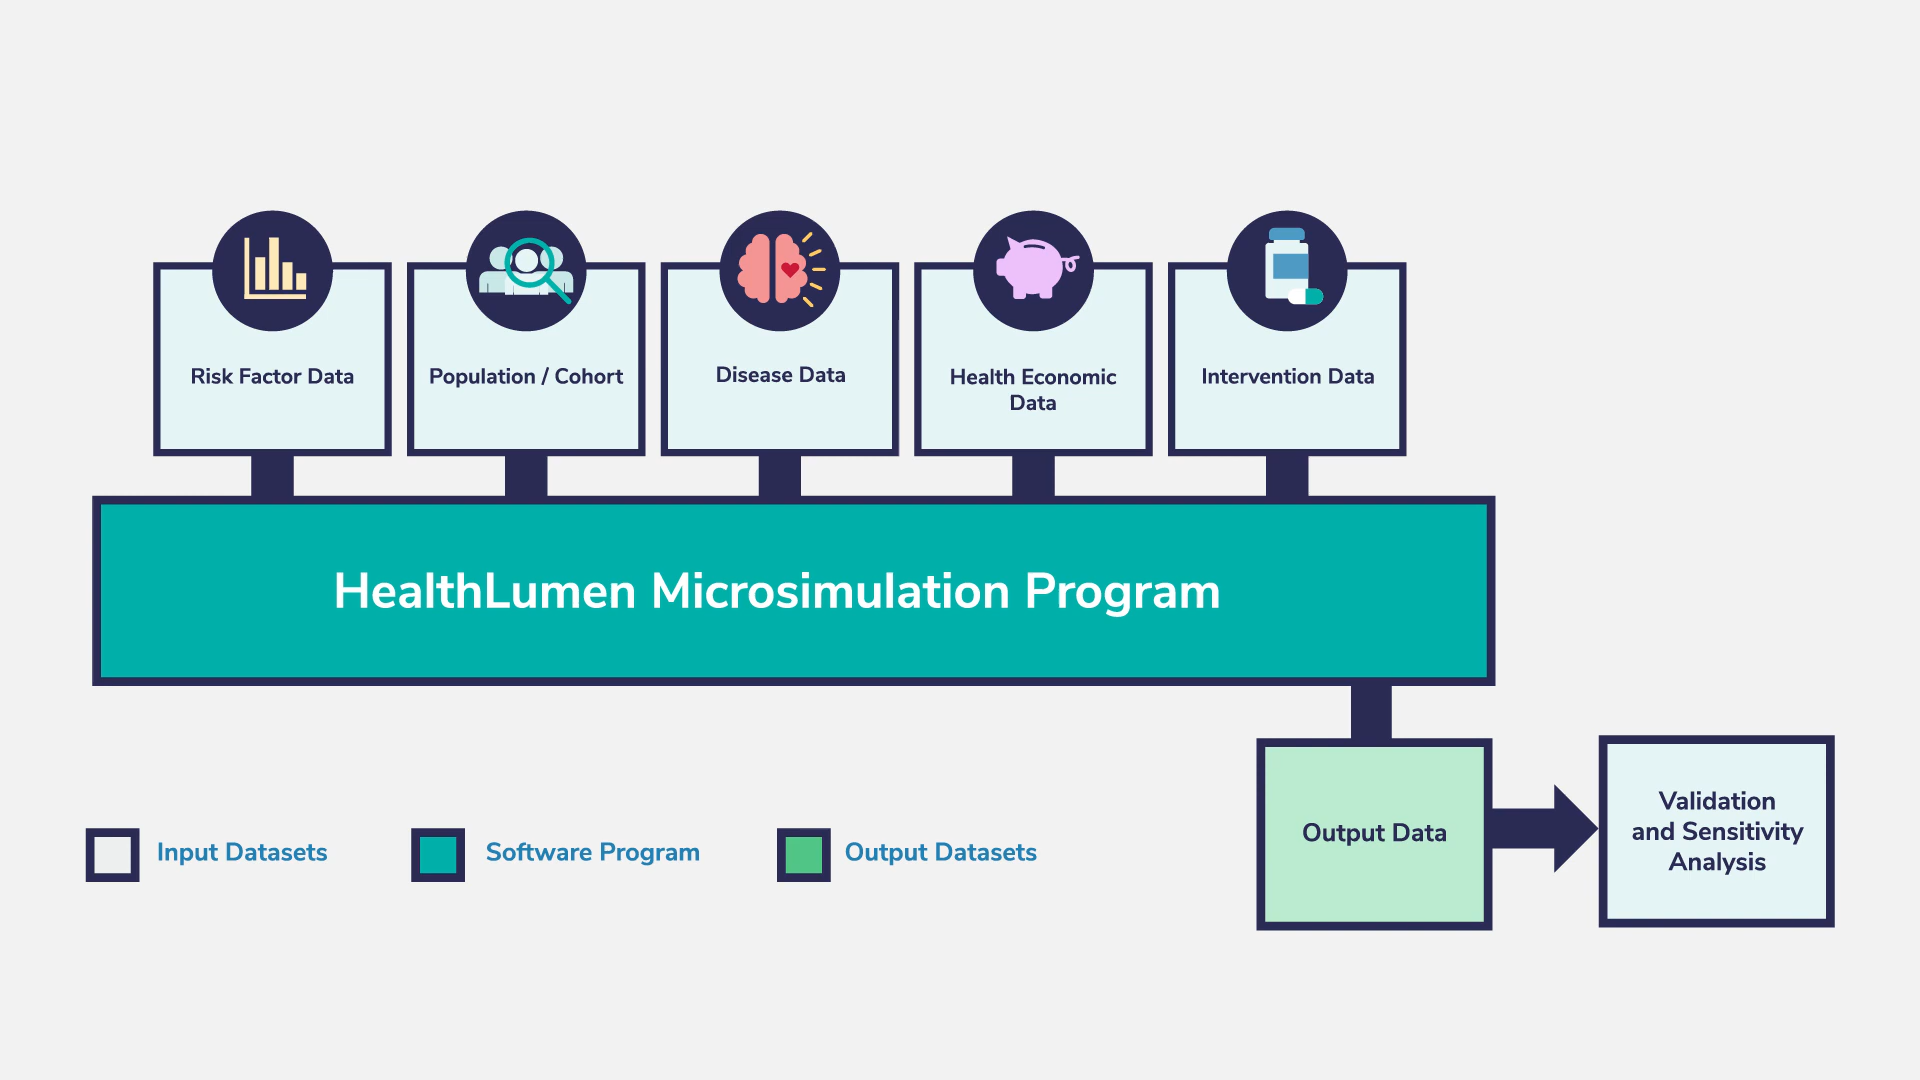 Risk Factor Data
Population / Cohort
Disease Data
Health Economic
Data
Intervention Data
HealthLumen Microsimulation Program
Output Data
Validation
and Sensitivity
Analysis
Input Datasets
Software Program
Output Datasets